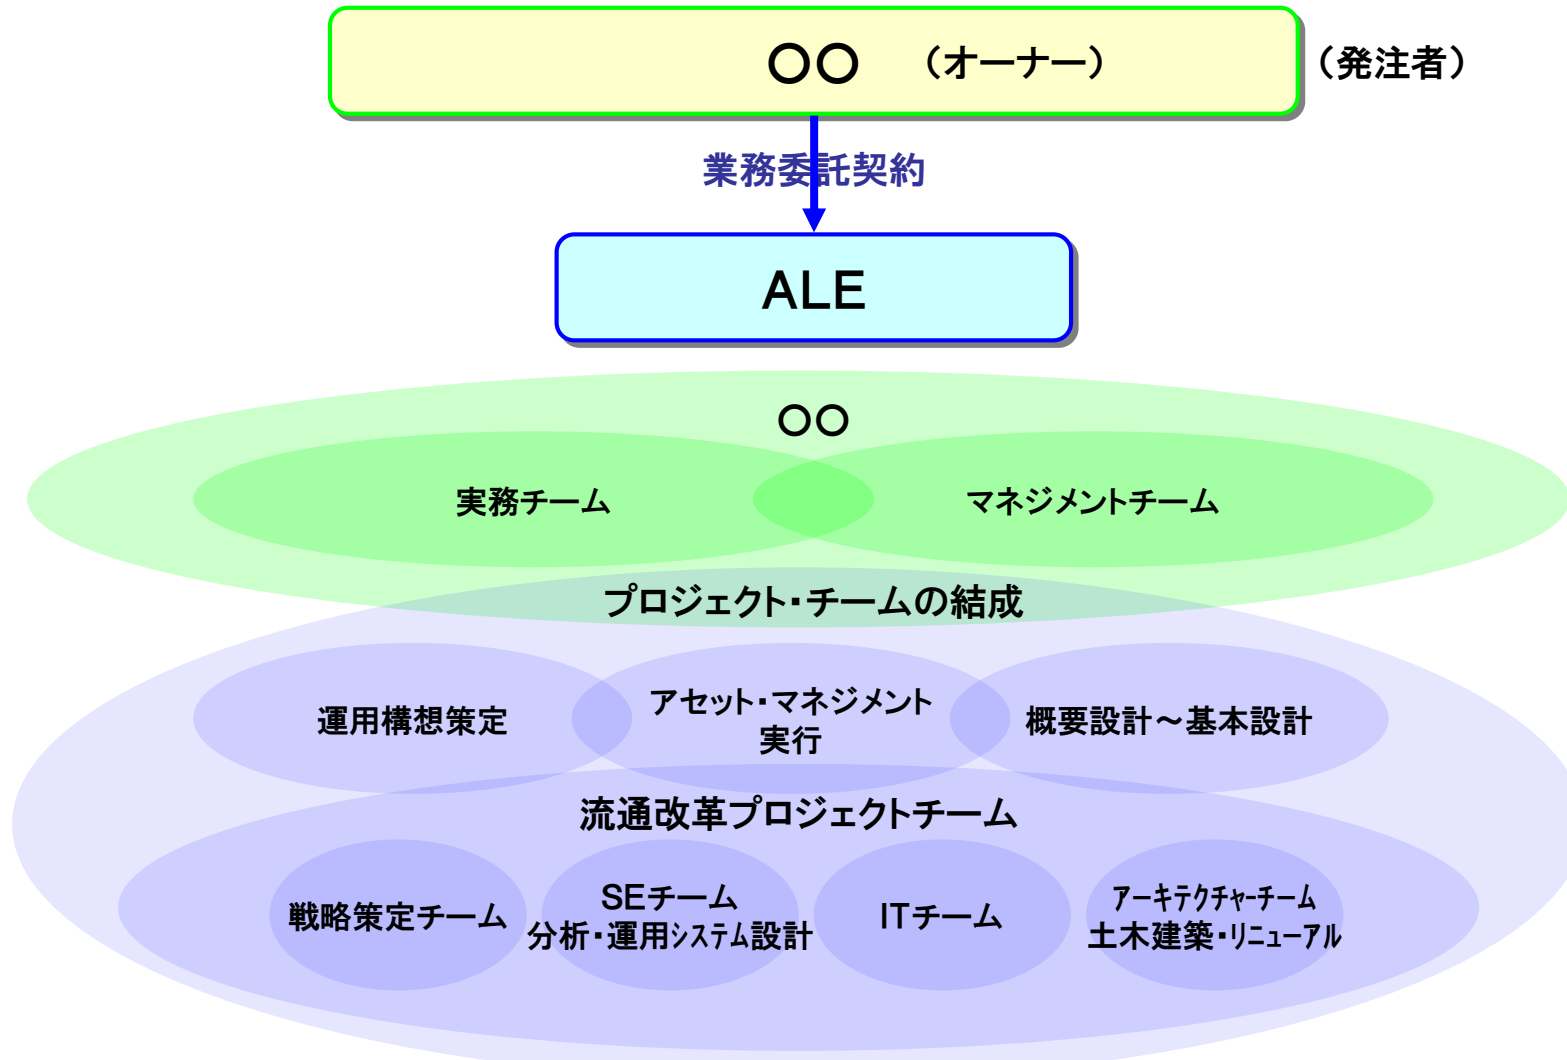 〇〇 （オーナー）
（発注者）
業務委託契約
ALE
〇〇
実務チーム
マネジメントチーム
プロジェクト・チームの結成
運用構想策定
アセット・マネジメント
実行
概要設計～基本設計
流通改革プロジェクトチーム
戦略策定チーム
SEチーム
分析・運用ｼｽﾃﾑ設計
ITチーム
ｱｰｷﾃｸﾁｬｰﾁｰﾑ
土木建築・ﾘﾆｭｰｱﾙ